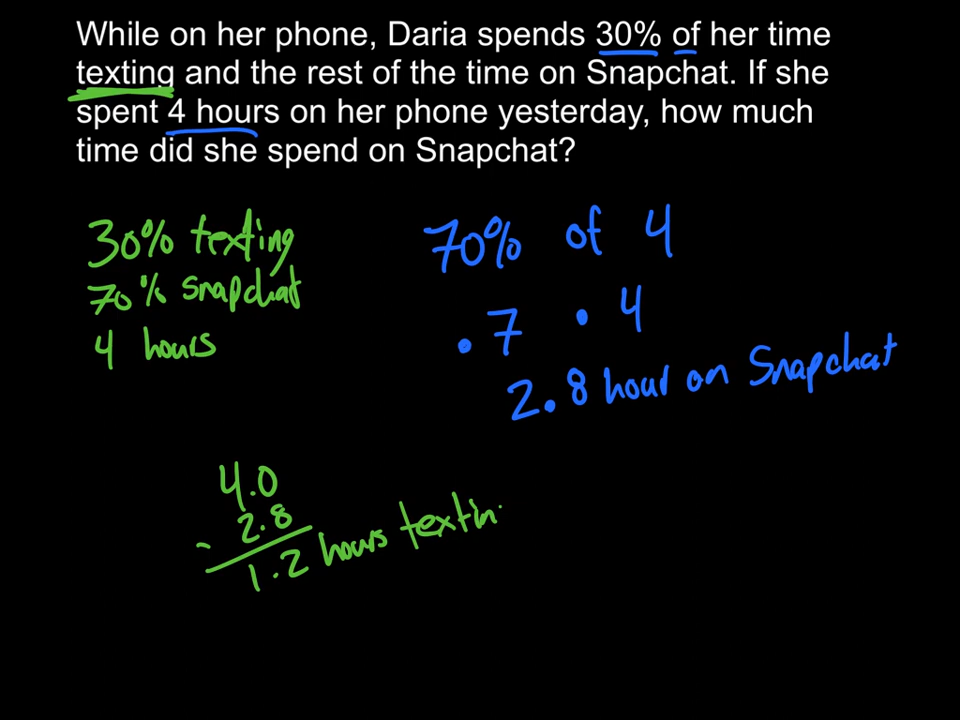 While on her phone, Daria spends 30% of her time
texting and the rest of the time on Snapchat. If she
spent 4 hours on her phone yesterday, how much
time did she spend on Snapchat?
30% texting
70% snapchat
4 hours
70% of 4
.7 · 4
2.8 hour on Snapchat
4.0
- 2.8
1.2 hours textin